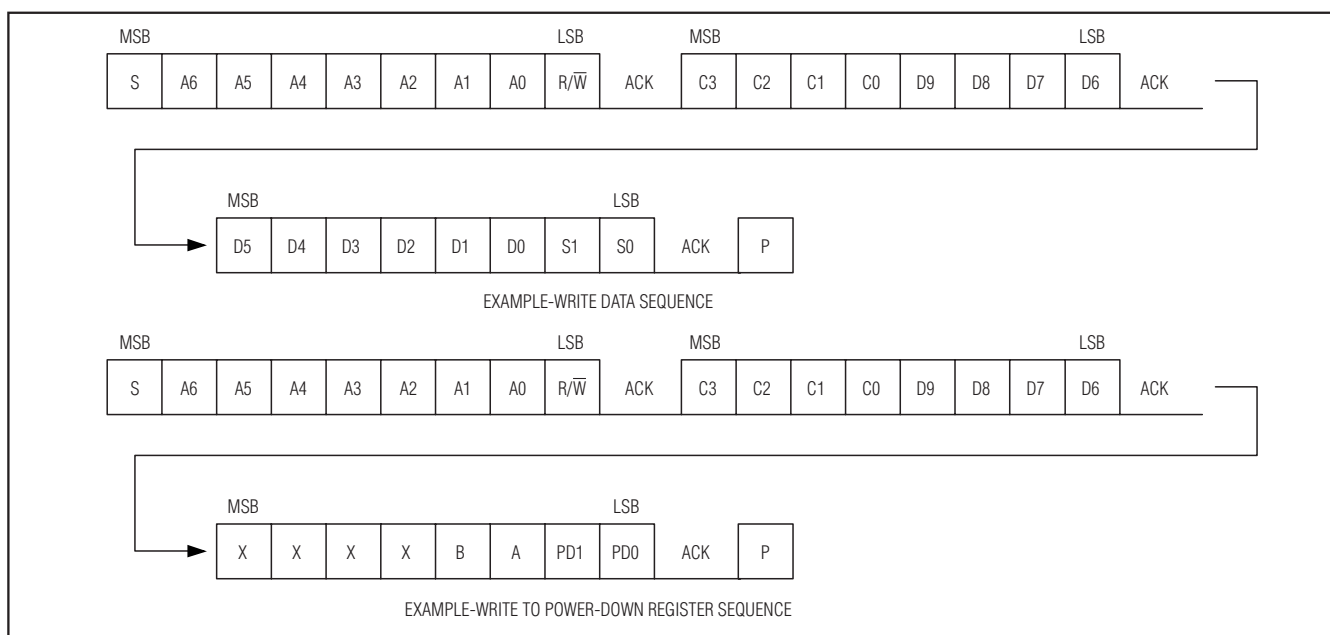 MSB LSB MSB LSB
S A6 A5 A4 A3 A2 A1 A0 R/W̅ ACK C3 C2 C1 C0 D9 D8 D7 D6 ACK
MSB LSB
D5 D4 D3 D2 D1 D0 S1 S0 ACK P
EXAMPLE-WRITE DATA SEQUENCE
MSB LSB MSB LSB
S A6 A5 A4 A3 A2 A1 A0 R/W̅ ACK C3 C2 C1 C0 D9 D8 D7 D6 ACK
MSB LSB
X X X X B A PD1 PD0 ACK P
EXAMPLE-WRITE TO POWER-DOWN REGISTER SEQUENCE